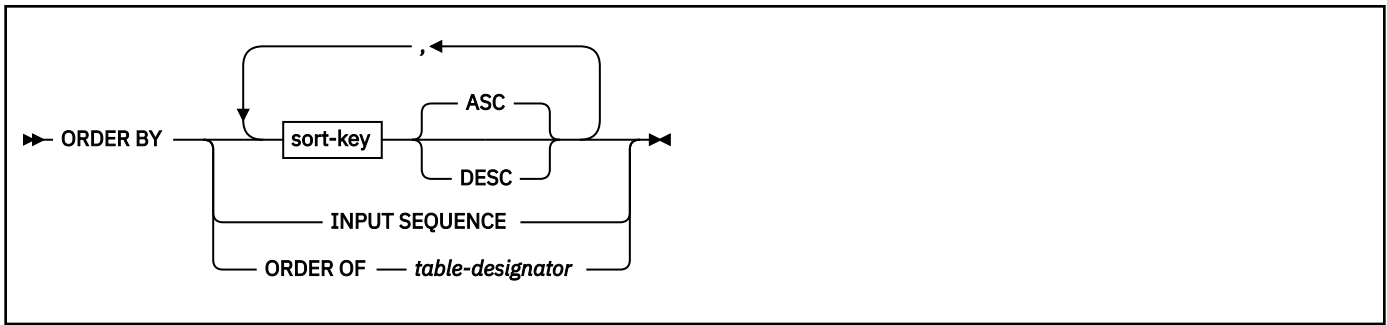 ,
ASC
ORDER BY sort-key
DESC
INPUT SEQUENCE
ORDER OF table-designator